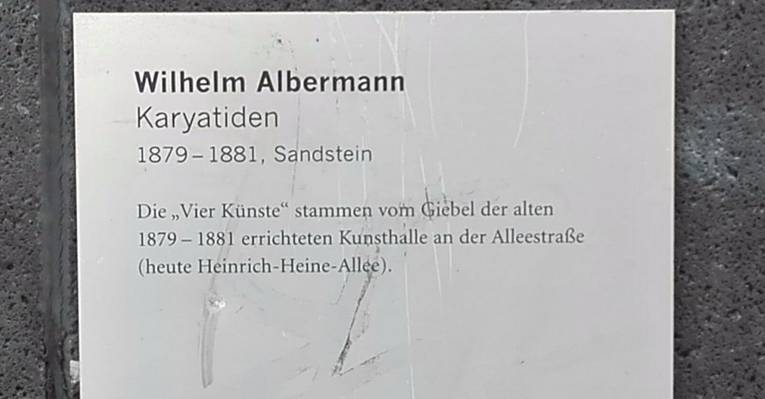 Wilhelm Albermann
Karyatiden
1879 – 1881, Sandstein
Die „Vier Künste“ stammen vom Giebel der alten
1879 – 1881 errichteten Kunsthalle an der Alleestraße
(heute Heinrich-Heine-Allee).